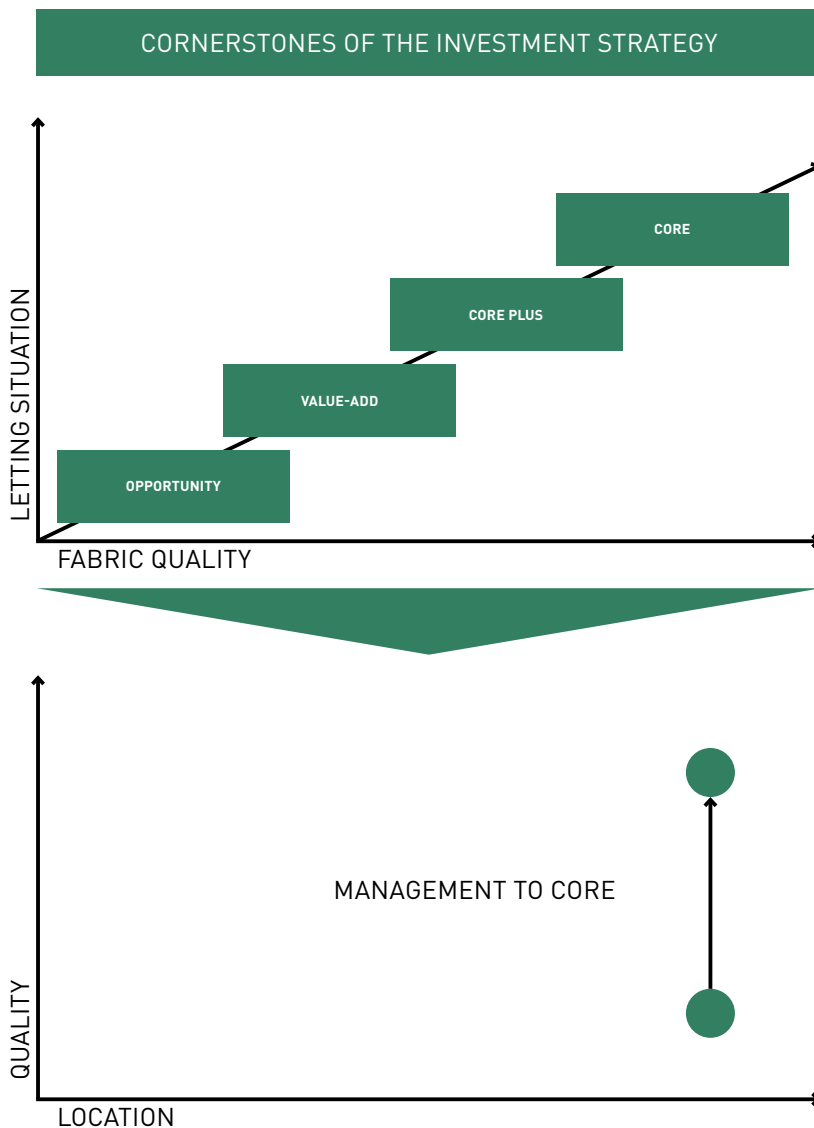 CORNERSTONES OF THE INVESTMENT STRATEGY
LETTING SITUATION
CORE
CORE PLUS
VALUE-ADD
OPPORTUNITY
FABRIC QUALITY
QUALITY
MANAGEMENT TO CORE
LOCATION